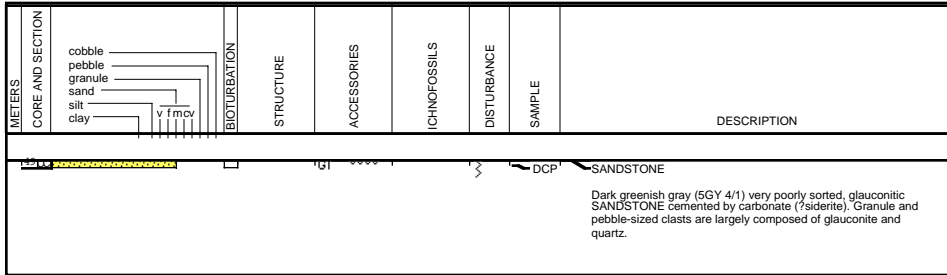 METERS
CORE AND SECTION
cobble
pebble
granule
sand
silt
clay
v f m c v
BIOTURBATION
STRUCTURE
ACCESSORIES
ICHNOFOSSILS
DISTURBANCE
SAMPLE
DESCRIPTION
G
DCP
SANDSTONE
Dark greenish gray (5GY 4/1) very poorly sorted, glauconitic
SANDSTONE cemented by carbonate (?siderite). Granule and
pebble-sized clasts are largely composed of glauconite and
quartz.